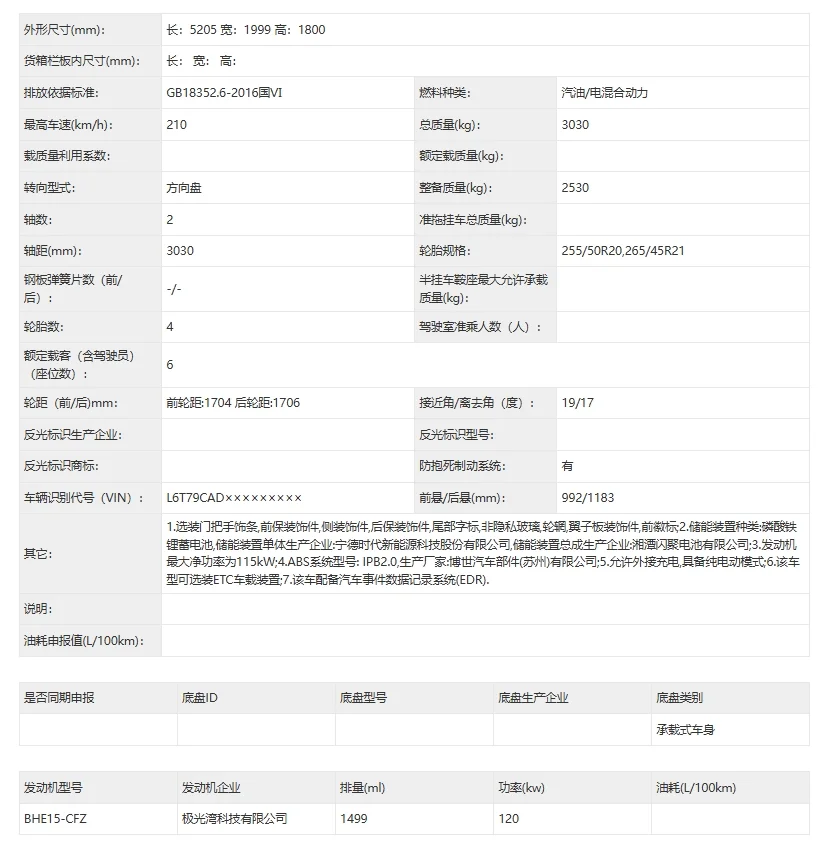 外形尺寸(mm): 长: 5205 宽: 1999 高: 1800
货箱栏板内尺寸(mm): 长: 宽: 高:
排放依据标准: GB18352.6-2016国Ⅵ 燃料种类: 汽油/电混合动力
最高车速(km/h): 210 总质量(kg): 3030
载质量利用系数: 额定载质量(kg):
转向型式: 方向盘 整备质量(kg): 2530
轴数: 2 准拖挂车总质量(kg):
轴距(mm): 3030 轮胎规格: 255/50R20,265/45R21
钢板弹簧片数（前/
后）: -/- 半挂车鞍座最大允许承载
质量(kg):
轮胎数: 4 驾驶室准乘人数（人）:
额定载客（含驾驶员）
（座位数）: 6
轮距（前/后)mm: 前轮距:1704 后轮距:1706 接近角/离去角（度）: 19/17
反光标识生产企业: 反光标识型号:
反光标识商标: 防抱死制动系统: 有
车辆识别代号（VIN）: L6T79CAD××××××××× 前悬/后悬(mm): 992/1183
其它:
1.选装门把手饰条,前保装饰件,侧装饰件,后保装饰件,尾部字标,非隐私玻璃,轮辋,翼子板装饰件,前徽标;2.储能装置种类:磷酸铁
锂蓄电池,储能装置单体生产企业:宁德时代新能源科技股份有限公司,储能装置总成生产企业:湘潭闪聚电池有限公司;3.发动机
最大净功率为115kW;4.ABS系统型号: IPB2.0,生产厂家:博世汽车部件(苏州)有限公司;5.允许外接充电,具备纯电动模式;6.该车
型可选装ETC车载装置;7.该车配备汽车事件数据记录系统(EDR).
说明:
油耗申报值(L/100km):
是否同期申报 底盘ID 底盘型号 底盘生产企业 底盘类别
承载式车身
发动机型号 发动机企业 排量(ml) 功率(kw) 油耗(L/100km)
BHE15-CFZ 极光湾科技有限公司 1499 120